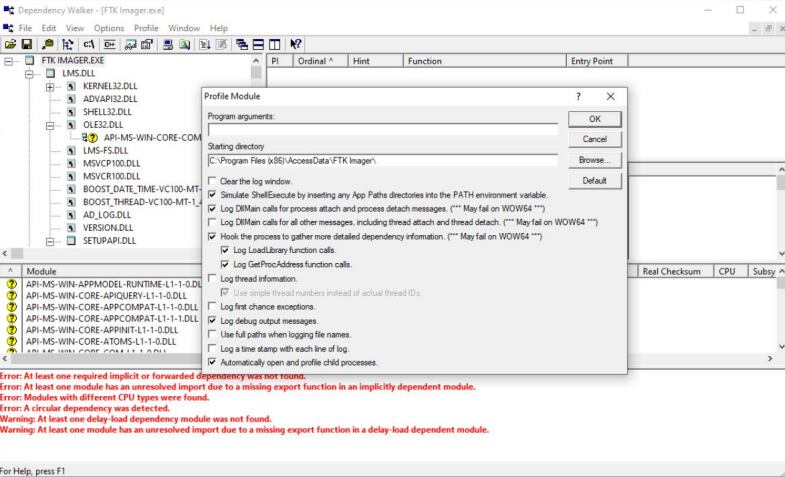 Dependency Walker - [FTK Imager.exe]
File Edit View Options Profile Window Help
FTK IMAGER.EXE
LMS.DLL
KERNEL32.DLL
ADVAPI32.DLL
SHELL32.DLL
OLE32.DLL
API-MS-WIN-CORE-COM
LMS-FS.DLL
MSVCP100.DLL
MSVCR100.DLL
BOOST_DATE_TIME-VC100-MT-
BOOST_THREAD-VC100-MT-1_4
AD_LOG.DLL
VERSION.DLL
SETUPAPI.DLL
PI Ordinal ^ Hint Function Entry Point
Profile Module
Program arguments:
Starting directory
C:\Program Files (x86)\AccessData\FTK Imager\
OK
Cancel
Browse...
Default
Clear the log window.
Simulate ShellExecute by inserting any App Paths directories into the PATH environment variable.
Log DllMain calls for process attach and process detach messages. (*** May fail on WOW64 ***)
Log DllMain calls for all other messages, including thread attach and thread detach. (*** May fail on WOW64 ***)
Hook the process to gather more detailed dependency information. (*** May fail on WOW64 ***)
Log LoadLibrary function calls.
Log GetProcAddress function calls.
Log thread information.
Use simple thread numbers instead of actual thread IDs.
Log first chance exceptions.
Log debug output messages.
Use full paths when logging file names.
Log a time stamp with each line of log.
Automatically open and profile child processes.
^ Module Real Checksum CPU Subsy
API-MS-WIN-APPMODEL-RUNTIME-L1-1-0.DL
API-MS-WIN-CORE-APIQUERY-L1-1-0.DLL
API-MS-WIN-CORE-APPCOMPAT-L1-1-0.DLL
API-MS-WIN-CORE-APPCOMPAT-L1-1-1.DLL
API-MS-WIN-CORE-APPINIT-L1-1-0.DLL
API-MS-WIN-CORE-ATOMS-L1-1-0.DLL
Error: At least one required implicit or forwarded dependency was not found.
Error: At least one module has an unresolved import due to a missing export function in an implicitly dependent module.
Error: Modules with different CPU types were found.
Error: A circular dependency was detected.
Warning: At least one delay-load dependency module was not found.
Warning: At least one module has an unresolved import due to a missing export function in a delay-load dependent module.
For Help, press F1